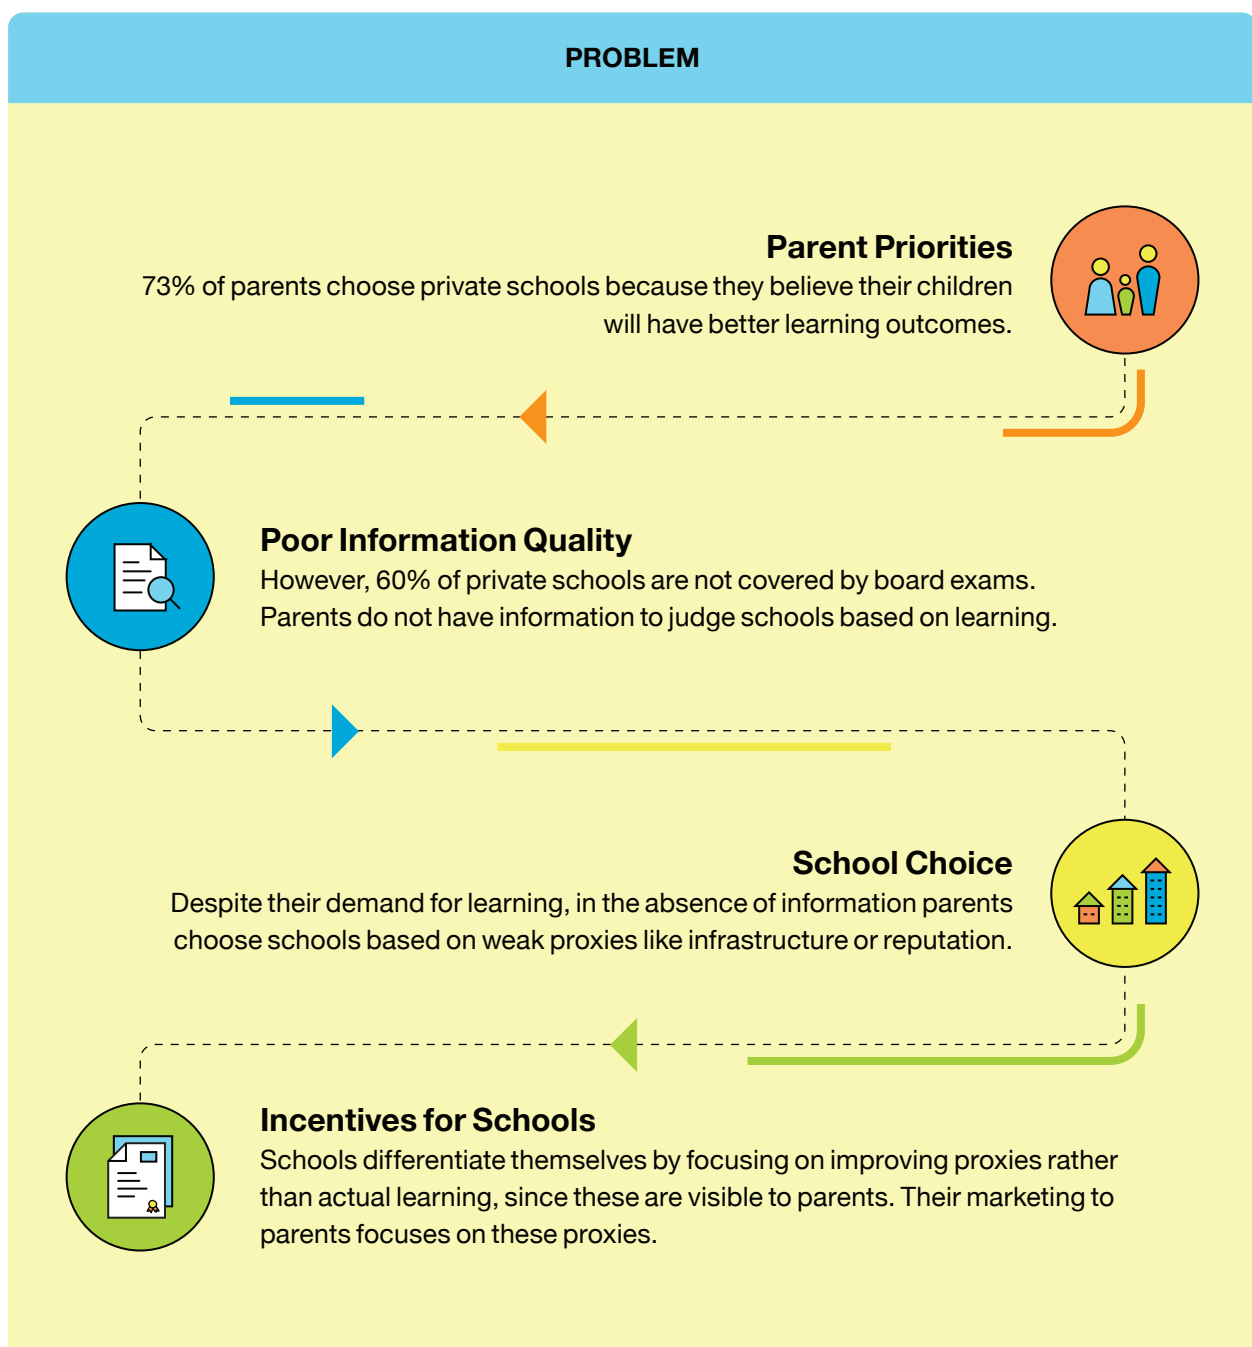 PROBLEM
Parent Priorities
73% of parents choose private schools because they believe their children
will have better learning outcomes.
Poor Information Quality
However, 60% of private schools are not covered by board exams.
Parents do not have information to judge schools based on learning.
School Choice
Despite their demand for learning, in the absence of information parents
choose schools based on weak proxies like infrastructure or reputation.
Incentives for Schools
Schools differentiate themselves by focusing on improving proxies rather
than actual learning, since these are visible to parents. Their marketing to
parents focuses on these proxies.